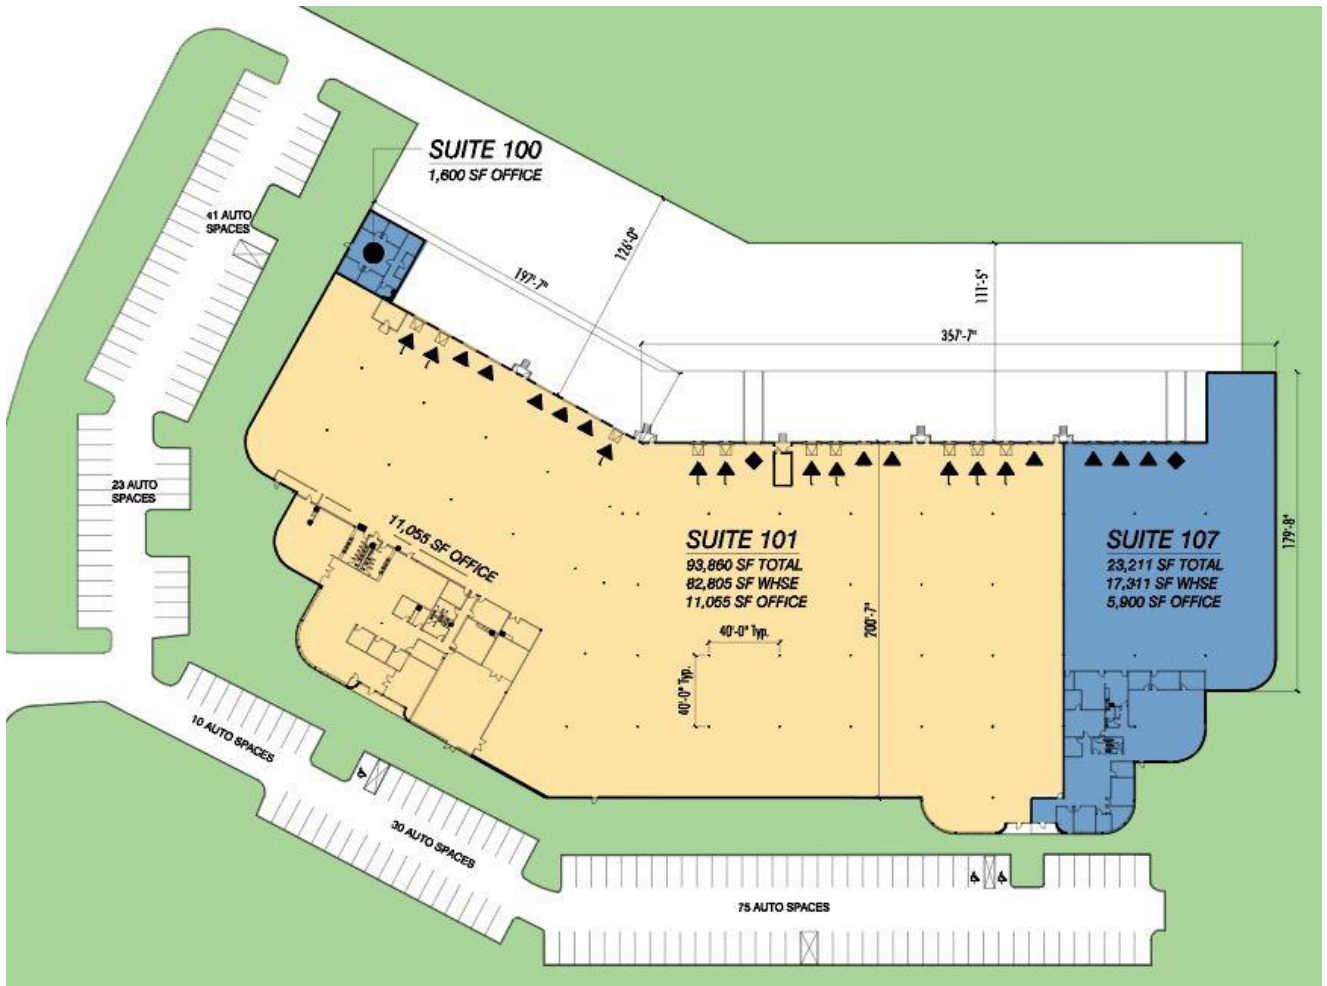 SUITE 100
1,600 SF OFFICE
41 AUTO
SPACES
197'-7"
126'-0"
111'-5"
357'-7"
23 AUTO
SPACES
11,055 SF OFFICE
SUITE 101
93,860 SF TOTAL
82,805 SF WHSE
11,055 SF OFFICE
40'-0" Typ.
40'-0" Typ.
200'-7"
SUITE 107
23,211 SF TOTAL
17,311 SF WHSE
5,900 SF OFFICE
179'-8"
10 AUTO SPACES
30 AUTO SPACES
75 AUTO SPACES